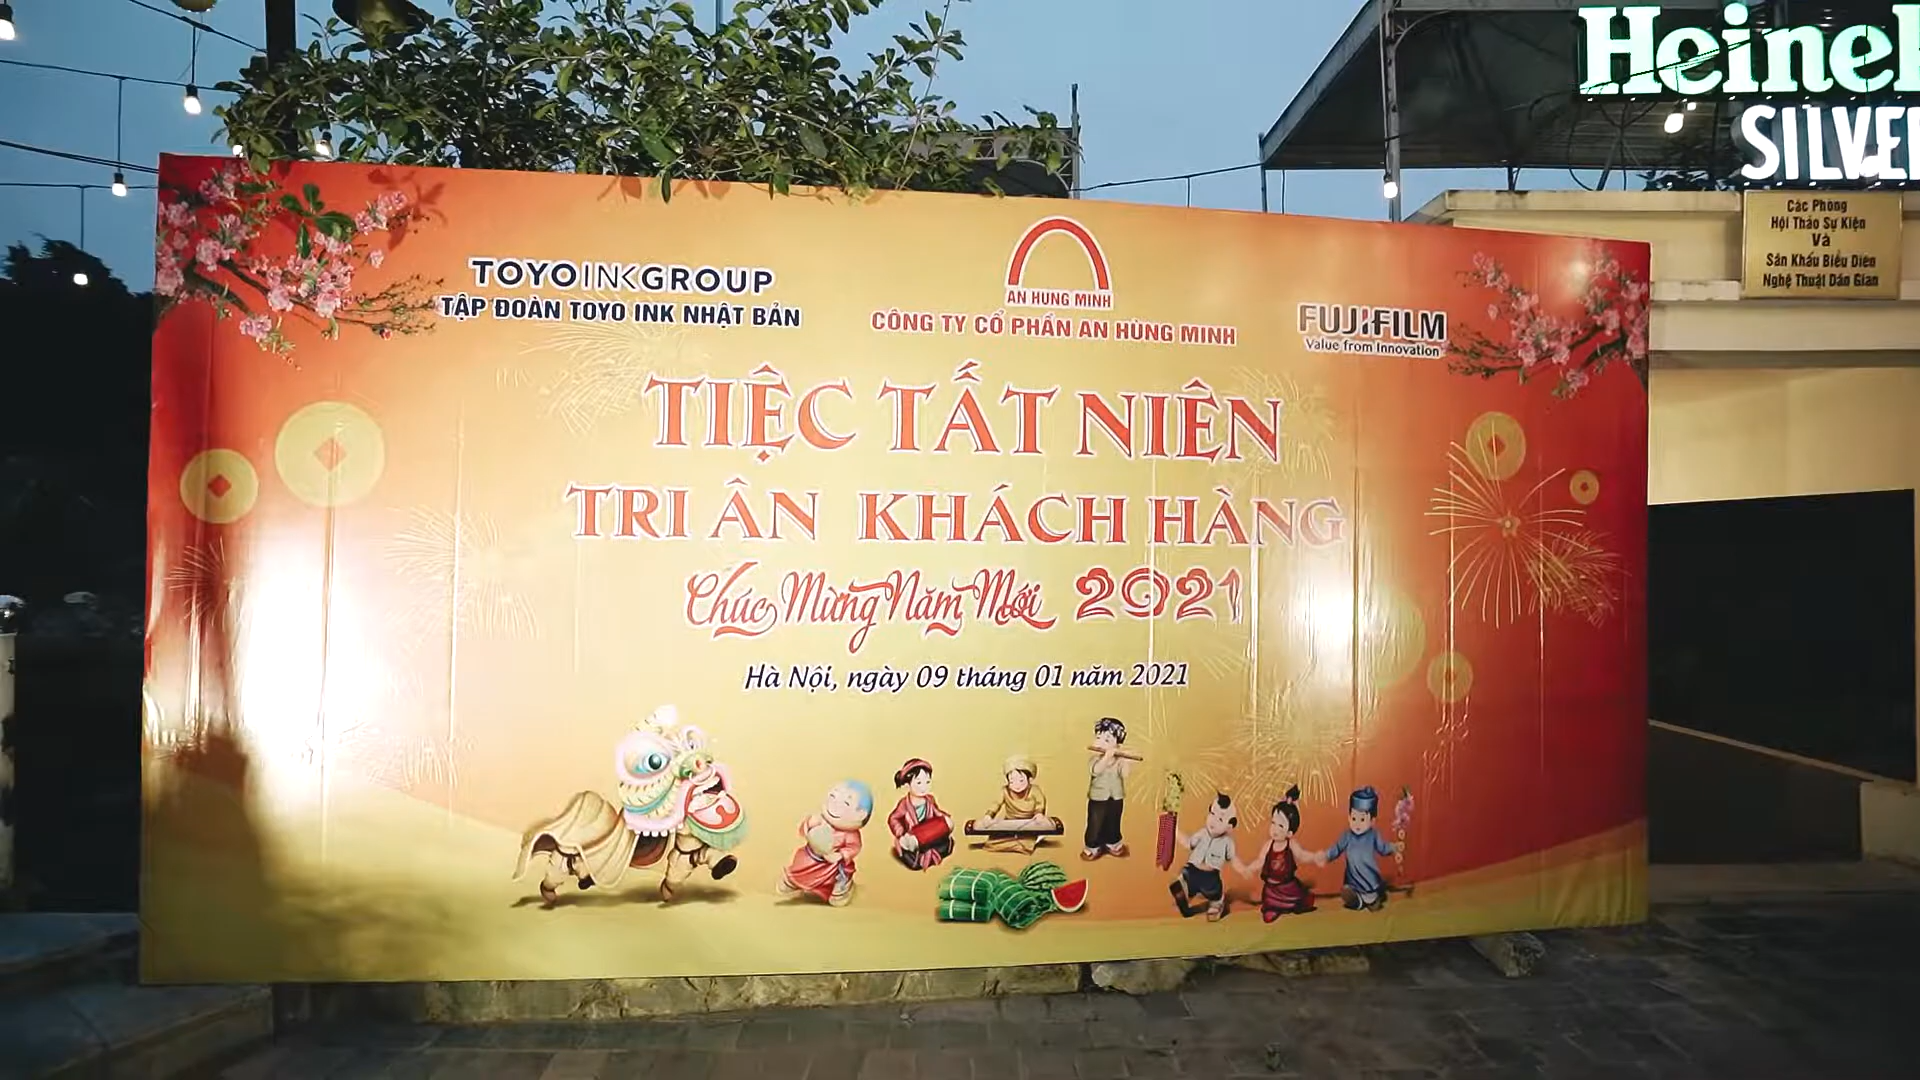 Heinek
SILVER
Các Phòng
Hội Thảo Sự Kiện
Và
Sân Khấu Biểu Diễn
Nghệ Thuật Dân Gian
TOYOINKGROUP
TẬP ĐOÀN TOYO INK NHẬT BẢN
AN HUNG MINH
CÔNG TY CỔ PHẦN AN HÙNG MINH
FUJIFILM
Value from Innovation
TIỆC TẤT NIÊN
TRI ÂN KHÁCH HÀNG
Chúc Mừng Năm Mới 2021
Hà Nội, ngày 09 tháng 01 năm 2021